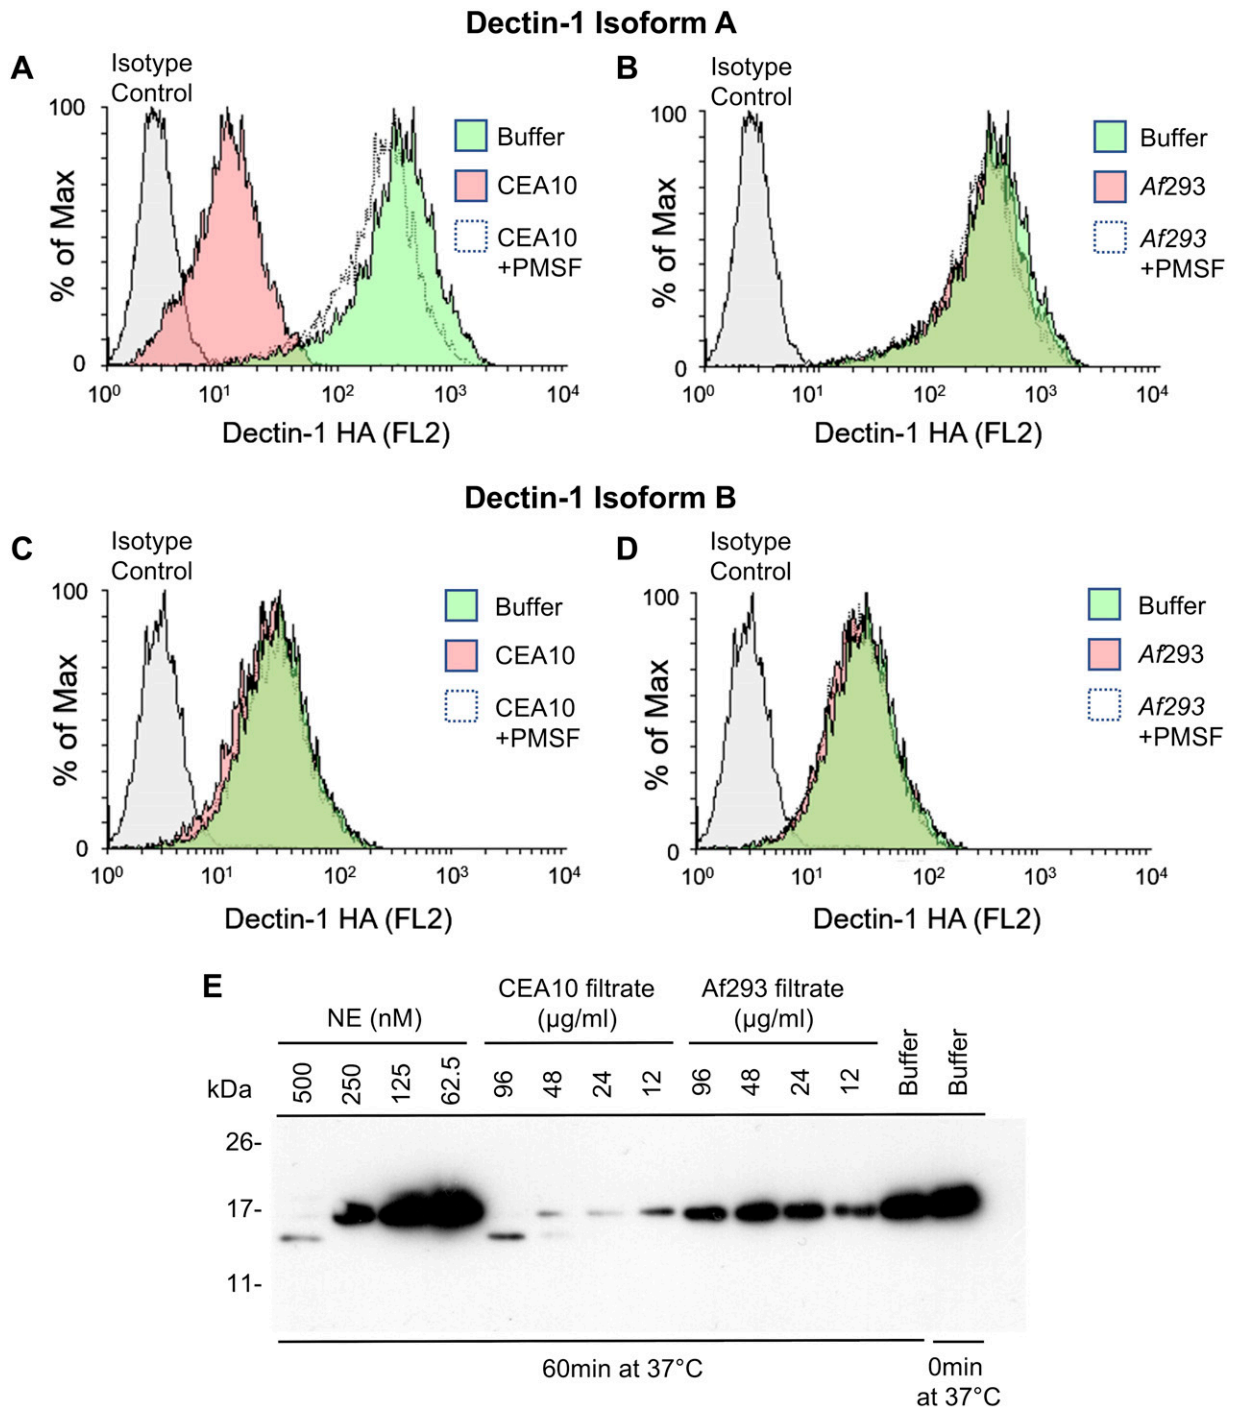 Dectin-1 Isoform A
A
Isotype
Control
100
0
% of Max
10⁰ 10¹ 10² 10³ 10⁴
Dectin-1 HA (FL2)
Buffer
CEA10
CEA10
+PMSF
B
Isotype
Control
100
0
% of Max
10⁰ 10¹ 10² 10³ 10⁴
Dectin-1 HA (FL2)
Buffer
Af293
Af293
+PMSF
Dectin-1 Isoform B
C
Isotype
Control
100
0
% of Max
10⁰ 10¹ 10² 10³ 10⁴
Dectin-1 HA (FL2)
Buffer
CEA10
CEA10
+PMSF
D
Isotype
Control
100
0
% of Max
10⁰ 10¹ 10² 10³ 10⁴
Dectin-1 HA (FL2)
Buffer
Af293
Af293
+PMSF
E
NE (nM)
CEA10 filtrate
(µg/ml)
Af293 filtrate
(µg/ml)
kDa
500 250 125 62.5 96 48 24 12 96 48 24 12 Buffer Buffer
26-
17-
11-
60min at 37°C
0min
at 37°C